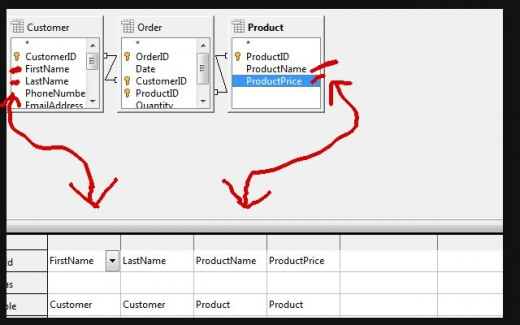 Customer
*
CustomerID
FirstName
LastName
PhoneNumbe
EmailAddress
Order
*
OrderID
Date
CustomerID
ProductID
Quantity
Product
*
ProductID
ProductName
ProductPrice
d FirstName LastName ProductName ProductPrice
as
ble Customer Customer Product Product